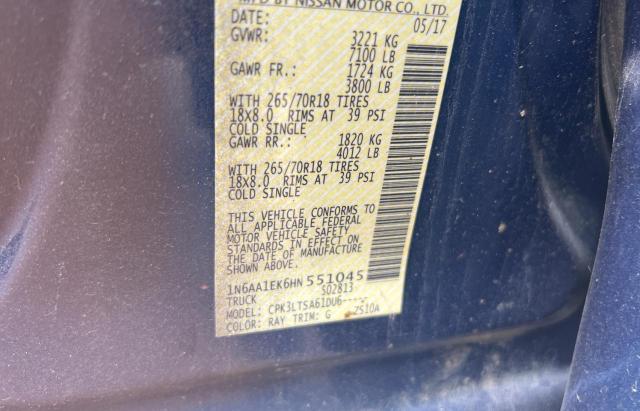 MFD BY NISSAN MOTOR CO., LTD.
DATE: 05/17
GVWR: 3221 KG
7100 LB
GAWR FR.: 1724 KG
3800 LB
WITH 265/70R18 TIRES
18X8.0 RIMS AT 39 PSI
COLD SINGLE
GAWR RR.: 1820 KG
4012 LB
WITH 265/70R18 TIRES
18X8.0 RIMS AT 39 PSI
COLD SINGLE
THIS VEHICLE CONFORMS TO
ALL APPLICABLE FEDERAL
MOTOR VEHICLE SAFETY
STANDARDS IN EFFECT ON
THE DATE OF MANUFACTURE
SHOWN ABOVE.
1N6AA1EK6HN551045
TRUCK S02813
MODEL: CPK3LTSA61DU6-----
COLOR: RAY TRIM: G ZS10A